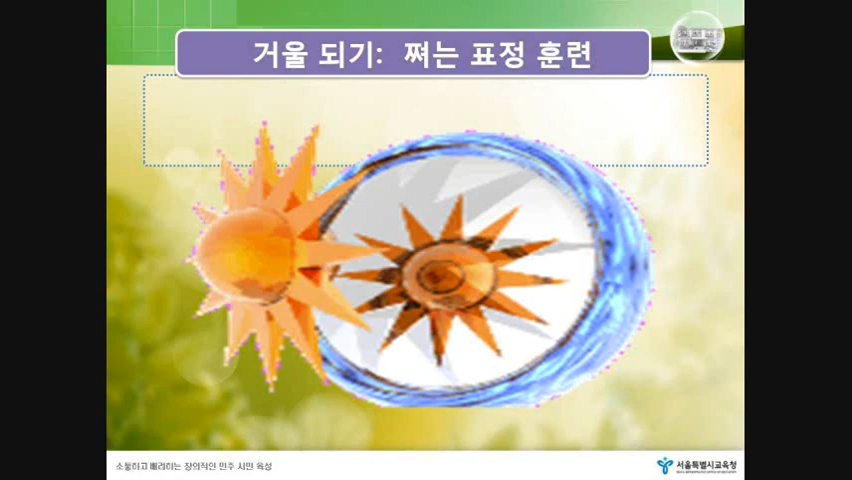 거울 되기: 쪄는 표정 훈련
소통하고 배려하는 창의적인 민주 시민 육성
서울특별시교육청